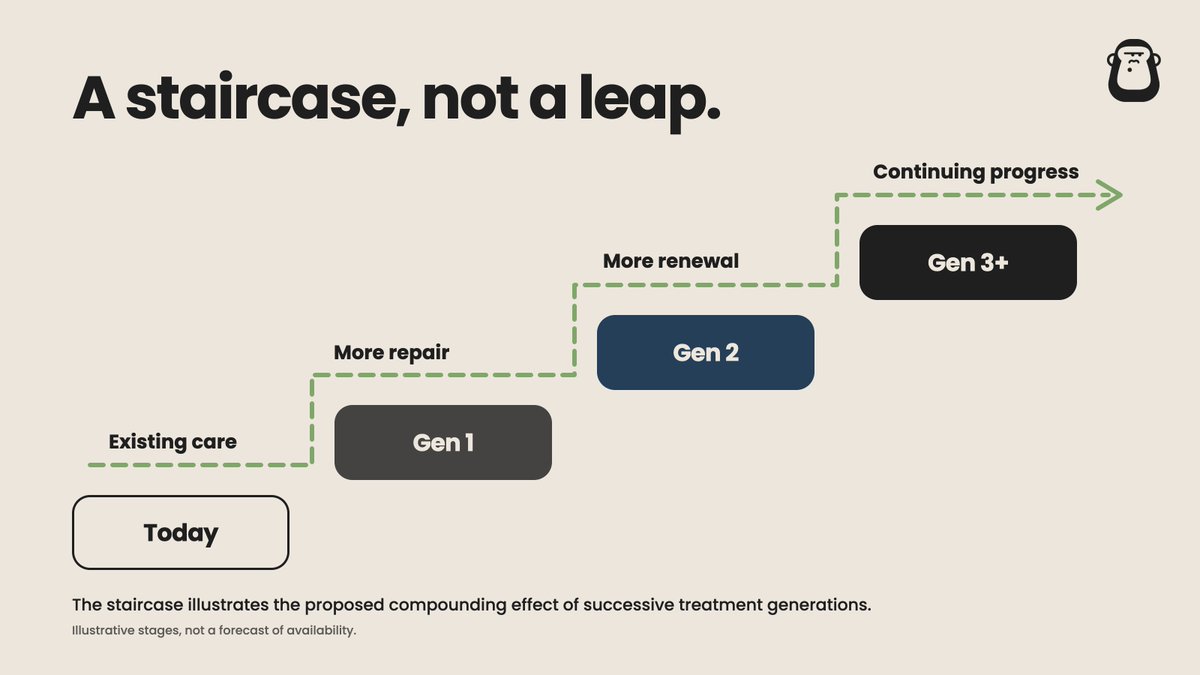 A staircase, not a leap.
Continuing progress
Gen 3+
More renewal
Gen 2
More repair
Gen 1
Existing care
Today
The staircase illustrates the proposed compounding effect of successive treatment generations.
Illustrative stages, not a forecast of availability.